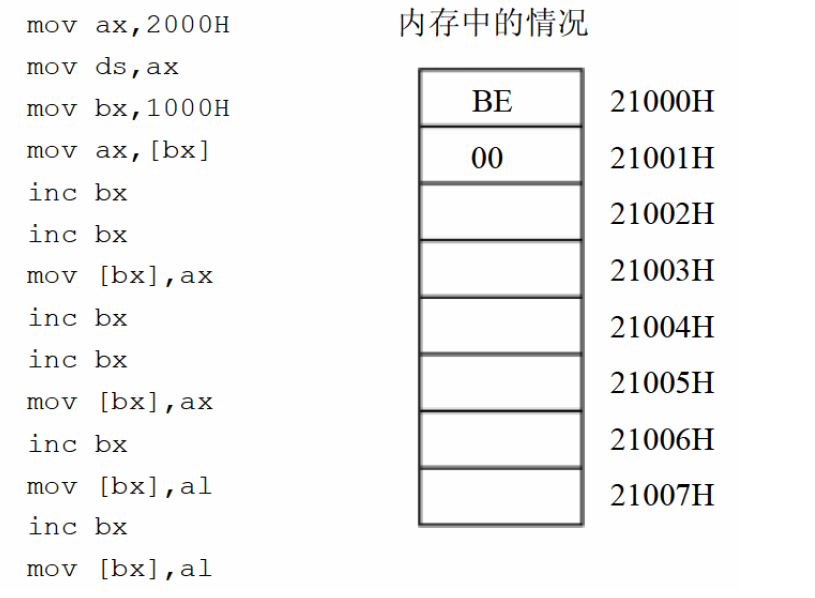 mov ax,2000H
mov ds,ax
mov bx,1000H
mov ax,[bx]
inc bx
inc bx
mov [bx],ax
inc bx
inc bx
mov [bx],ax
inc bx
mov [bx],al
inc bx
mov [bx],al
内存中的情况
BE 21000H
00 21001H
21002H
21003H
21004H
21005H
21006H
21007H